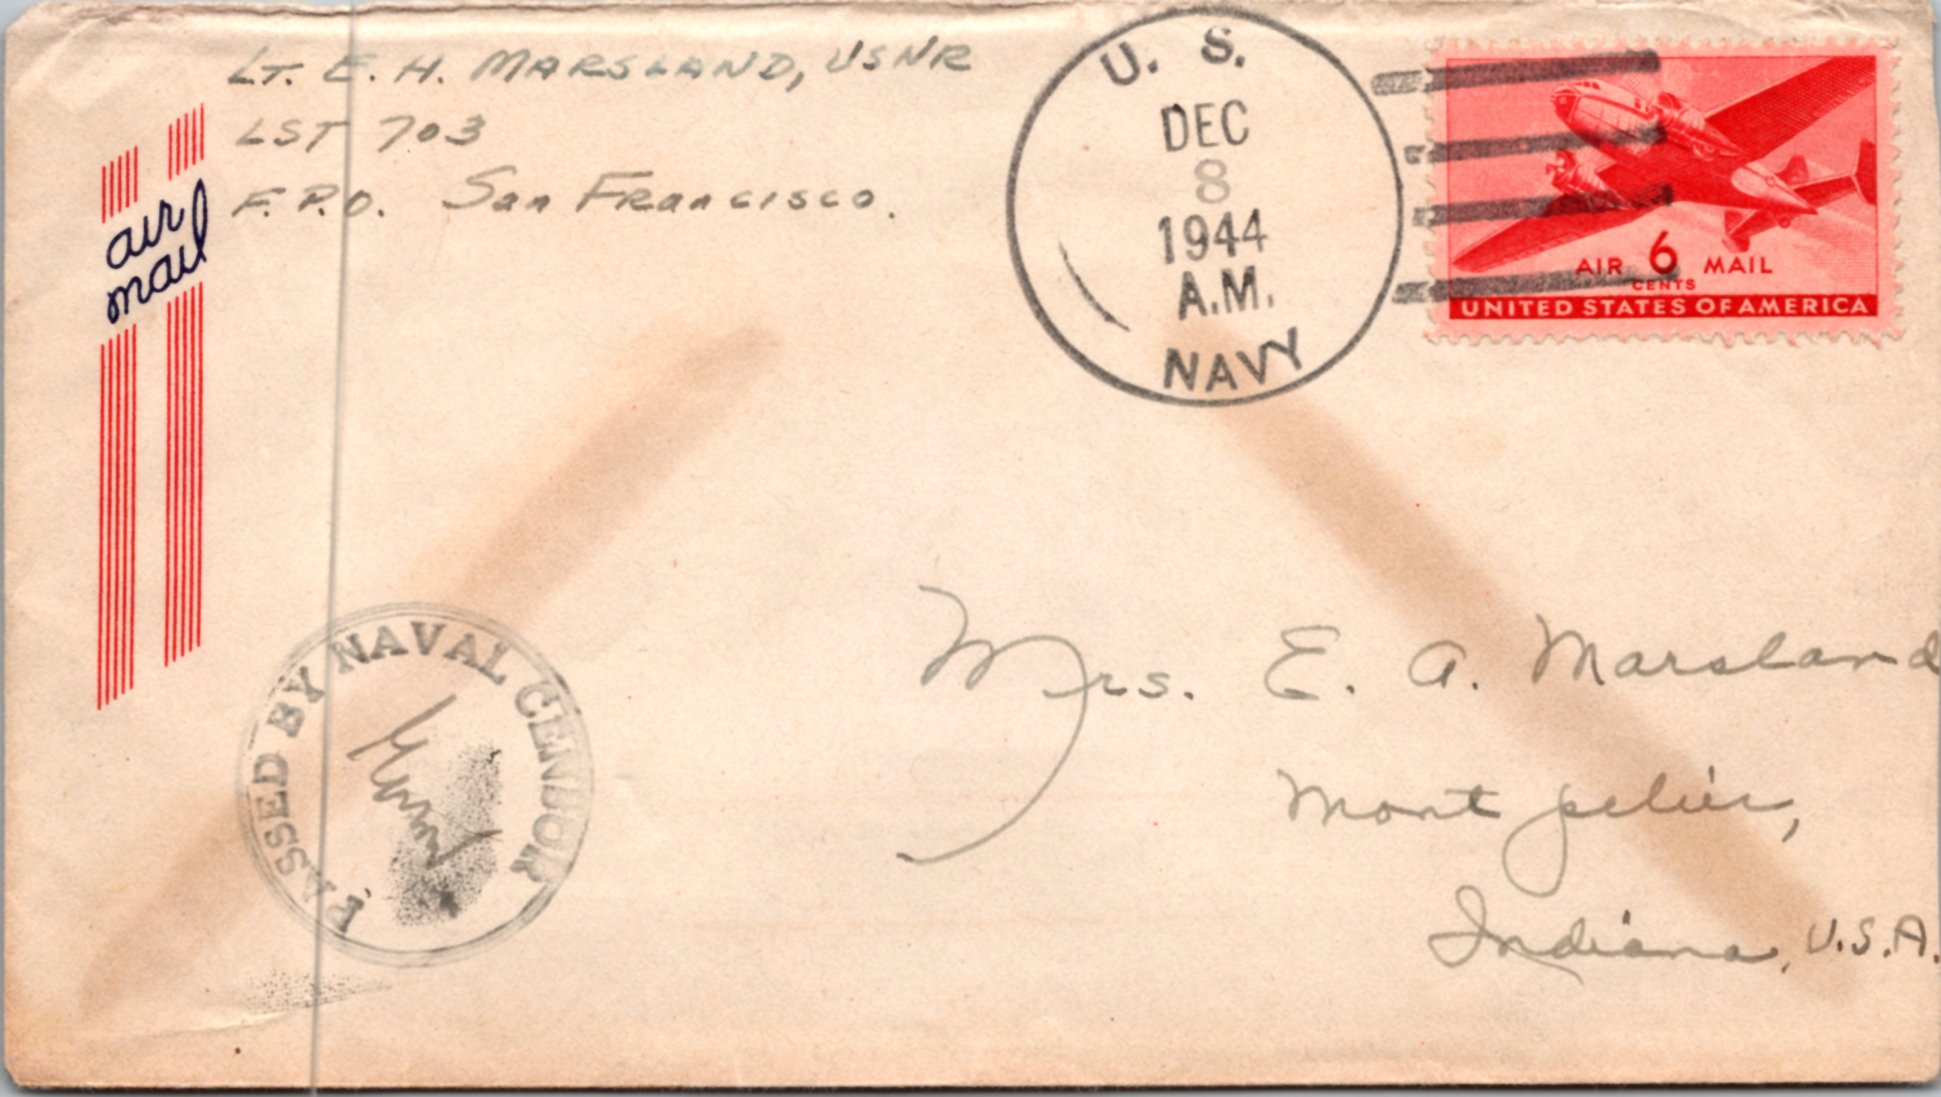 Lt. E. H. MARSLAND, USNR
LST 703
F.P.O. San Francisco.
air
mail
U. S.
DEC
8
1944
A.M.
NAVY
AIR 6 MAIL
CENTS
UNITED STATES OF AMERICA
PASSED BY NAVAL CENSOR
Mrs. E. A. Marsland
Montpelier,
Indiana, U.S.A.